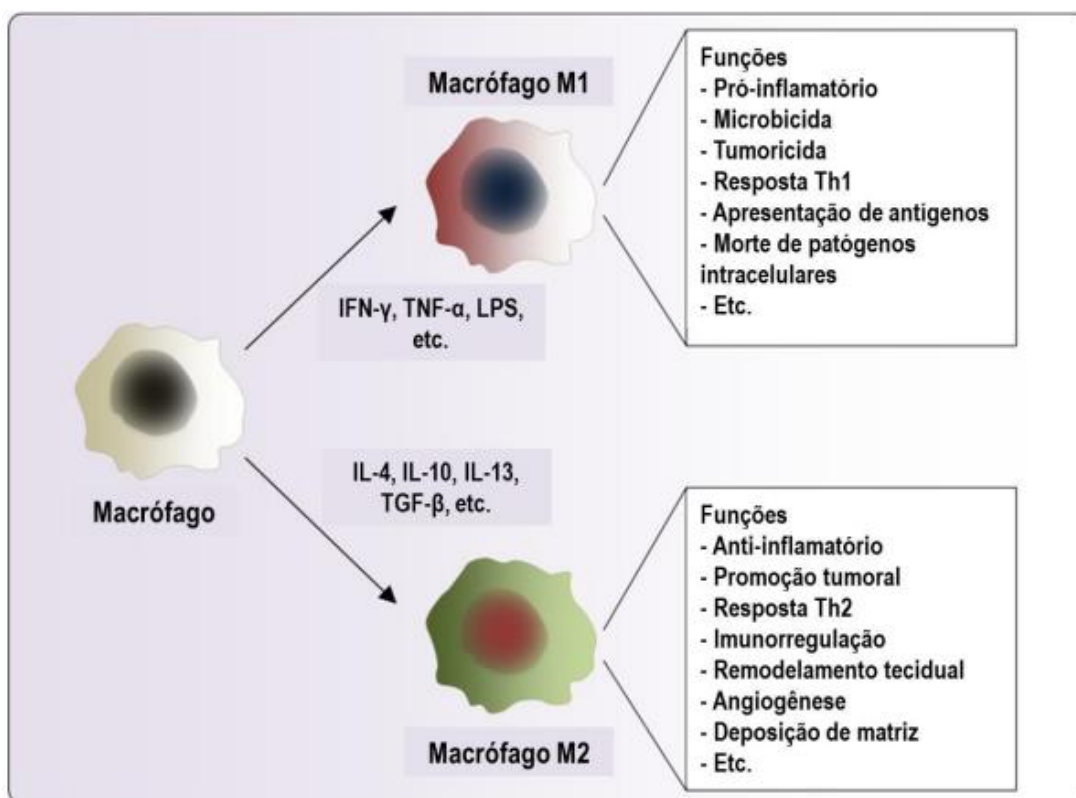 Macrófago M1
Funções
- Pró-inflamatório
- Microbicida
- Tumoricida
- Resposta Th1
- Apresentação de antígenos
- Morte de patógenos
intracelulares
- Etc.
IFN-γ, TNF-α, LPS,
etc.
Macrófago
IL-4, IL-10, IL-13,
TGF-β, etc.
Macrófago M2
Funções
- Anti-inflamatório
- Promoção tumoral
- Resposta Th2
- Imunorregulação
- Remodelamento tecidual
- Angiogênese
- Deposição de matriz
- Etc.